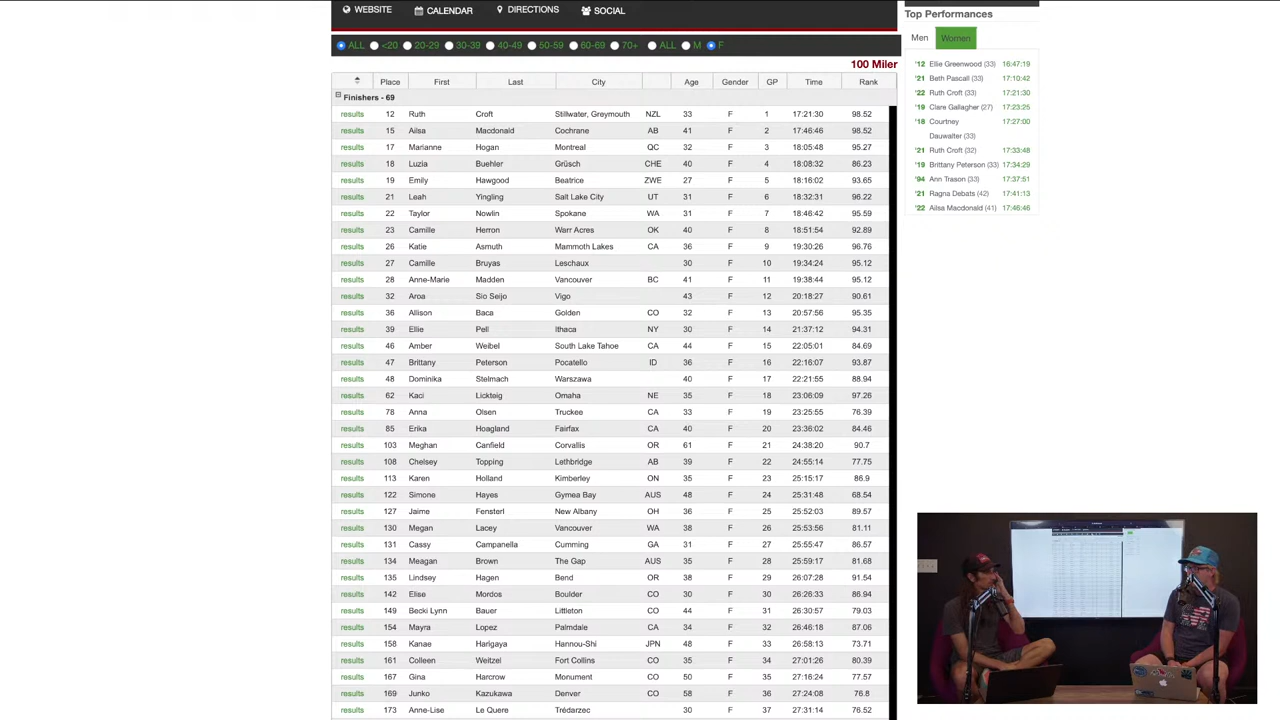 WEBSITE CALENDAR DIRECTIONS SOCIAL
ALL <20 20-29 30-39 40-49 50-59 60-69 70+ ALL M F
100 Miler
Place First Last City Age Gender GP Time Rank
Finishers - 69
results 12 Ruth Croft Stillwater, Greymouth NZL 33 F 1 17:21:30 98.52
results 15 Ailsa Macdonald Cochrane AB 41 F 2 17:46:46 98.52
results 17 Marianne Hogan Montreal QC 32 F 3 18:05:48 95.27
results 18 Luzia Buehler Grüsch CHE 40 F 4 18:08:32 86.23
results 19 Emily Hawgood Beatrice ZWE 27 F 5 18:16:02 93.65
results 21 Leah Yingling Salt Lake City UT 31 F 6 18:32:31 96.22
results 22 Taylor Nowlin Spokane WA 31 F 7 18:46:42 95.59
results 23 Camille Herron Warr Acres OK 40 F 8 18:51:54 92.89
results 26 Katie Asmuth Mammoth Lakes CA 36 F 9 19:30:26 96.76
results 27 Camille Bruyas Leschaux 30 F 10 19:34:24 95.12
results 28 Anne-Marie Madden Vancouver BC 41 F 11 19:38:44 95.12
results 32 Aroa Sio Seijo Vigo 43 F 12 20:18:27 90.61
results 36 Allison Baca Golden CO 32 F 13 20:57:56 95.35
results 39 Ellie Pell Ithaca NY 30 F 14 21:37:12 94.31
results 46 Amber Weibel South Lake Tahoe CA 44 F 15 22:05:01 84.69
results 47 Brittany Peterson Pocatello ID 36 F 16 22:16:07 93.87
results 48 Dominika Stelmach Warszawa 40 F 17 22:21:55 88.94
results 62 Kaci Lickteig Omaha NE 35 F 18 23:06:09 97.26
results 78 Anna Olsen Truckee CA 33 F 19 23:25:55 76.39
results 85 Erika Hoagland Fairfax CA 40 F 20 23:36:02 84.46
results 103 Meghan Canfield Corvallis OR 61 F 21 24:38:20 90.7
results 108 Chelsey Topping Lethbridge AB 39 F 22 24:55:14 77.75
results 113 Karen Holland Kimberley ON 35 F 23 25:15:17 86.9
results 122 Simone Hayes Gymea Bay AUS 48 F 24 25:31:48 68.54
results 127 Jaime Fensterl New Albany OH 36 F 25 25:52:03 89.57
results 130 Megan Lacey Vancouver WA 38 F 26 25:53:56 81.11
results 131 Cassy Campanella Cumming GA 31 F 27 25:55:47 86.57
results 134 Meagan Brown The Gap AUS 35 F 28 25:59:17 81.68
results 135 Lindsey Hagen Bend OR 38 F 29 26:07:28 91.54
results 142 Elise Mordos Boulder CO 30 F 30 26:26:33 86.94
results 149 Becki Lynn Bauer Littleton CO 44 F 31 26:30:57 79.03
results 154 Mayra Lopez Palmdale CA 34 F 32 26:46:18 87.06
results 158 Kanae Harigaya Hannou-Shi JPN 48 F 33 26:58:13 73.71
results 161 Colleen Weitzel Fort Collins CO 35 F 34 27:01:26 80.39
results 167 Gina Harcrow Monument CO 50 F 35 27:16:24 77.57
results 169 Junko Kazukawa Denver CO 58 F 36 27:24:08 76.8
results 173 Anne-Lise Le Quere Trédarzec 30 F 37 27:31:14 76.52
Top Performances
Men Women
'12 Ellie Greenwood (33) 16:47:19
'21 Beth Pascall (33) 17:10:42
'22 Ruth Croft (33) 17:21:30
'19 Clare Gallagher (27) 17:23:25
'18 Courtney 17:27:00
Dauwalter (33)
'21 Ruth Croft (32) 17:33:48
'19 Brittany Peterson (33) 17:34:29
'94 Ann Trason (33) 17:37:51
'21 Ragna Debats (42) 17:41:13
'22 Ailsa Macdonald (41) 17:46:46